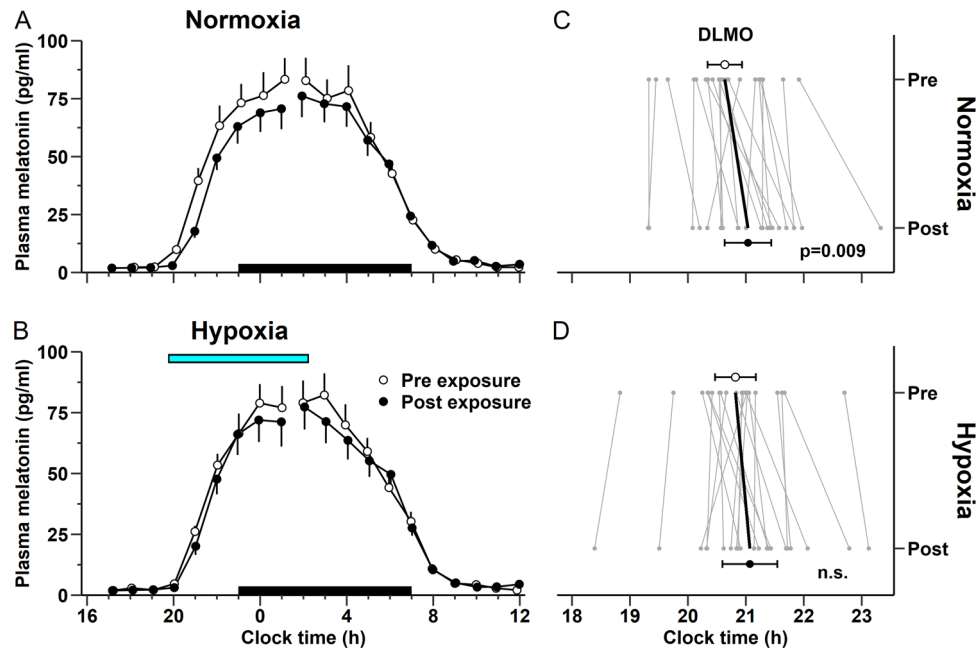 A
Normoxia
100
75
50
25
0
Plasma melatonin (pg/ml)
B
Hypoxia
100
75
50
25
0
Plasma melatonin (pg/ml)
Pre exposure
Post exposure
16 20 0 4 8 12
Clock time (h)
C
DLMO
Pre
Post
Normoxia
p=0.009
D
Pre
Post
Hypoxia
n.s.
18 19 20 21 22 23
Clock time (h)